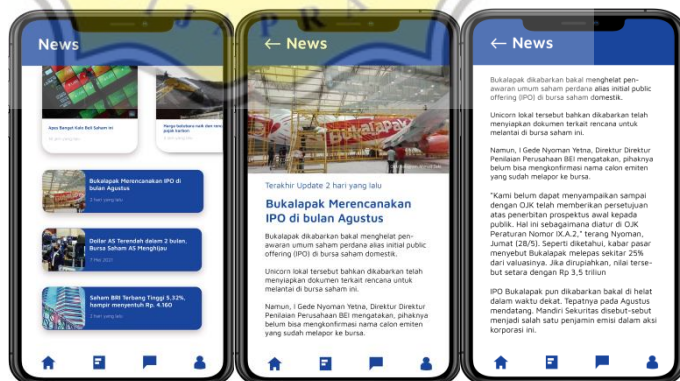 JAPRA
News
Apes Banget Kalo Beli Saham ini
2 hari yang lalu
Bukalapak Merencanakan IPO di
bulan Agustus
2 hari yang lalu
Dollar AS Terendah dalam 2 bulan,
Bursa Saham AS Menghijau
7 Mei 2021
Saham BRI Terbang Tinggi 5,32%,
hampir menyentuh Rp. 4.160
2 hari yang lalu
← News
Bukalapak
Terakhir Update 2 hari yang lalu
Bukalapak Merencanakan
IPO di bulan Agustus
Bukalapak dikabarkan bakal menghelat pen-
awaran umum saham perdana alias initial public
offering (IPO) di bursa saham domestik.
Unicorn lokal tersebut bahkan dikabarkan telah
menyiapkan dokumen terkait rencana untuk
melantai di bursa saham ini.
Namun, I Gede Nyoman Yetna, Direktur Direktur
Penilaian Perusahaan BEI mengatakan, pihaknya
belum bisa mengkonfirmasi nama calon emiten
yang sudah melapor ke bursa.
← News
Bukalapak dikabarkan bakal menghelat pen-
awaran umum saham perdana alias initial public
offering (IPO) di bursa saham domestik.
Unicorn lokal tersebut bahkan dikabarkan telah
menyiapkan dokumen terkait rencana untuk
melantai di bursa saham ini.
Namun, I Gede Nyoman Yetna, Direktur Direktur
Penilaian Perusahaan BEI mengatakan, pihaknya
belum bisa mengkonfirmasi nama calon emiten
yang sudah melapor ke bursa.
"Kami belum dapat menyampaikan sampai
dengan OJK telah memberikan persetujuan
atas penerbitan prospektus awal kepada
publik. Hal ini sebagaimana diatur di OJK
Peraturan Nomor IX.A.2," terang Nyoman,
Jumat (28/5). Seperti diketahui, kabar pasar
menyebut Bukalapak melepas sekitar 25%
dari valuasinya. Jika dirupiahkan, nilai terse-
but setara dengan Rp 3,5 triliun
IPO Bukalapak pun dikabarkan bakal di helat
dalam waktu dekat. Tepatnya pada Agustus
mendatang. Mandiri Sekuritas disebut-sebut
menjadi salah satu penjamin emisi dalam aksi
korporasi ini.